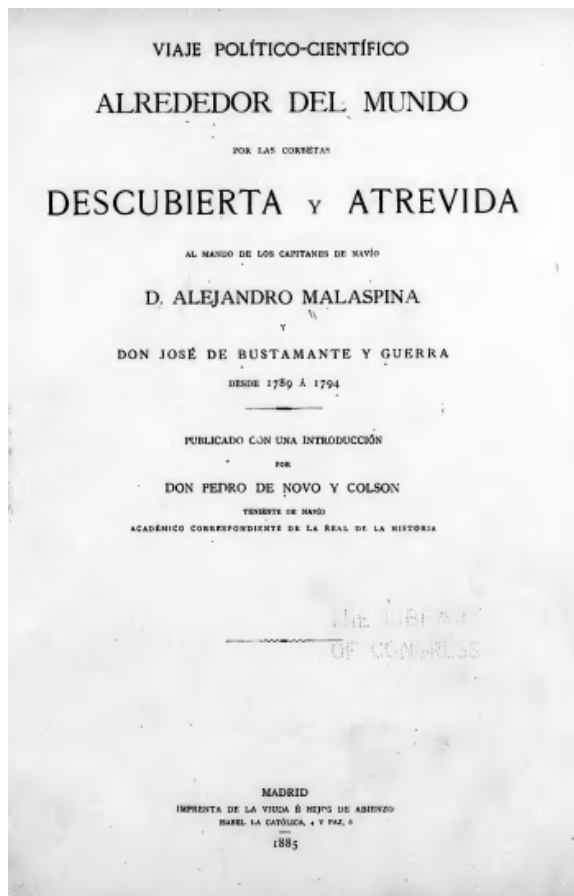 VIAJE POLÍTICO-CIENTÍFICO
ALREDEDOR DEL MUNDO
POR LAS CORBETAS
DESCUBIERTA Y ATREVIDA
AL MANDO DE LOS CAPITANES DE NAVÍO
D. ALEJANDRO MALASPINA
Y
DON JOSÉ DE BUSTAMANTE Y GUERRA
DESDE 1789 Á 1794
PUBLICADO CON UNA INTRODUCCIÓN
POR
DON PEDRO DE NOVO Y COLSON
TENIENTE DE NAVÍO
ACADÉMICO CORRESPONDIENTE DE LA REAL DE LA HISTORIA
THE LIBRARY
OF CONGRESS
MADRID
IMPRENTA DE LA VIUDA É HIJOS DE ABIENZO
ISABEL LA CATÓLICA, 4 Y PAZ, 6
1885